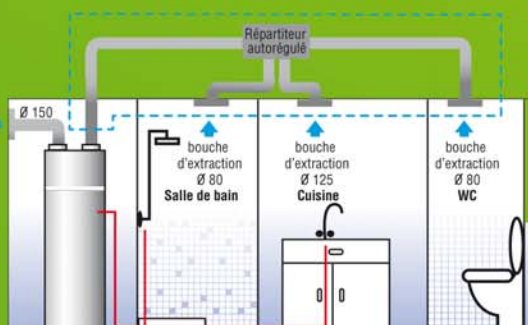 Répartiteur
autorégulé
Ø 150
bouche
d'extraction
Ø 80
Salle de bain
bouche
d'extraction
Ø 125
Cuisine
bouche
d'extraction
Ø 80
WC